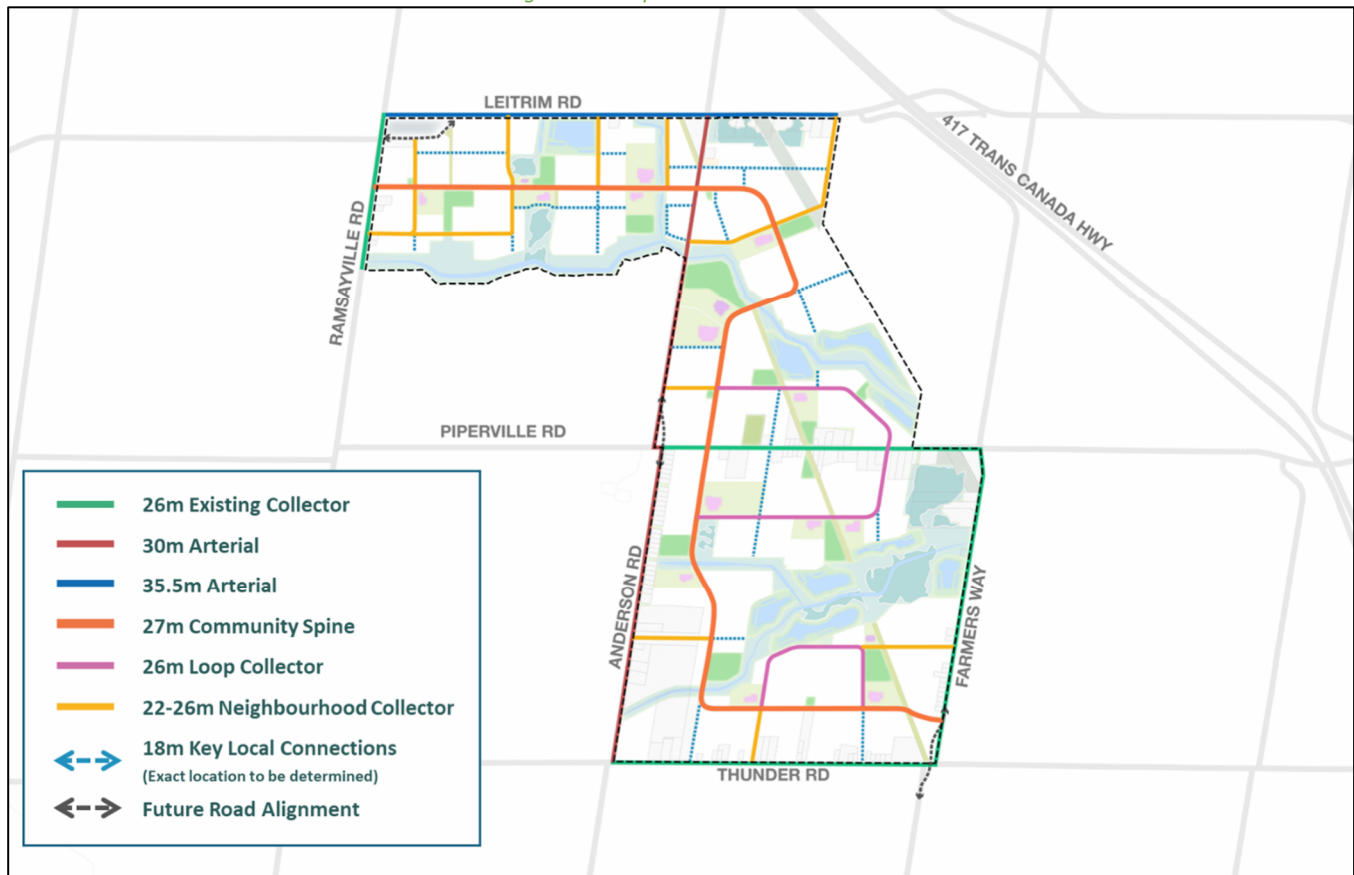 LEITRIM RD
417 TRANS CANADA HWY
RAMSAYVILLE RD
PIPERVILLE RD
ANDERSON RD
FARMERS WAY
THUNDER RD
26m Existing Collector
30m Arterial
35.5m Arterial
27m Community Spine
26m Loop Collector
22-26m Neighbourhood Collector
18m Key Local Connections
(Exact location to be determined)
Future Road Alignment